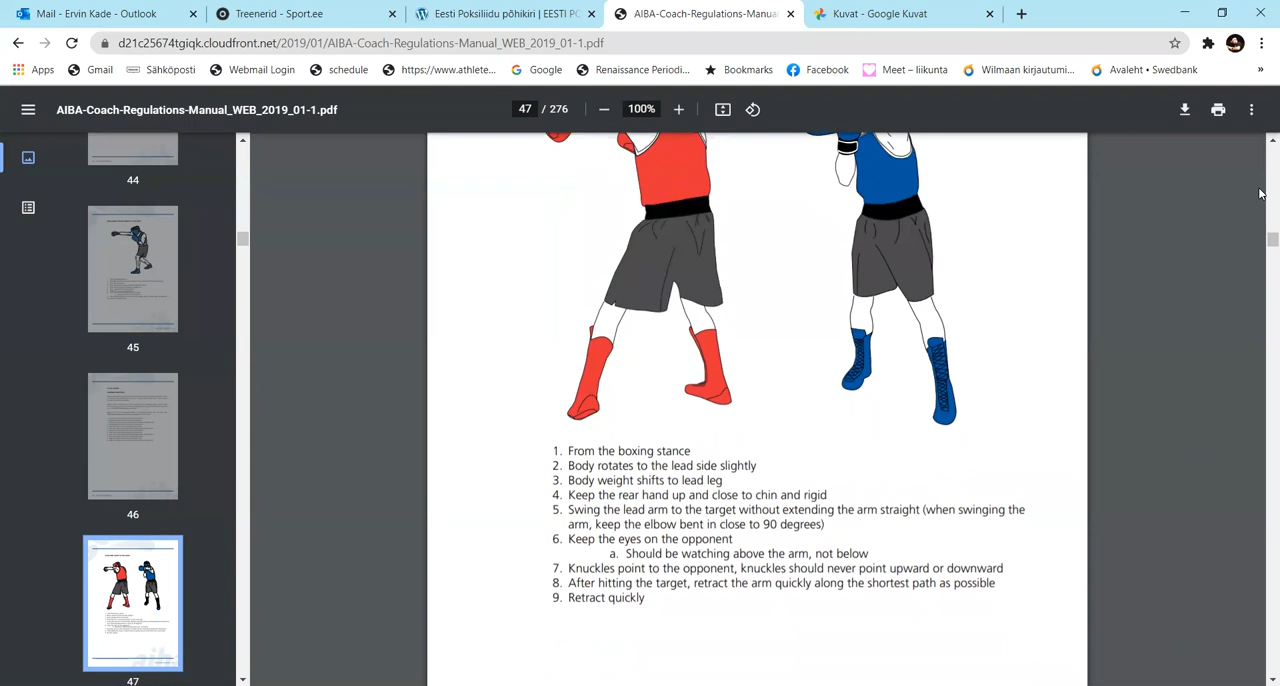 Mail - Ervin Kade - Outlook
Treenerid - Sport.ee
Eesti Poksiliidu põhikiri | EESTI PO
AIBA-Coach-Regulations-Manua
Kuvat - Google Kuvat
d21c25674tgiqk.cloudfront.net/2019/01/AIBA-Coach-Regulations-Manual_WEB_2019_01-1.pdf
Apps
Gmail
Sähköposti
Webmail Login
schedule
https://www.athlete...
Google
Renaissance Periodi...
Bookmarks
Facebook
Meet – liikunta
Wilmaan kirjautumi...
Avaleht • Swedbank
»
AIBA-Coach-Regulations-Manual_WEB_2019_01-1.pdf
47 / 276
100%
44
45
46
47
1. From the boxing stance
2. Body rotates to the lead side slightly
3. Body weight shifts to lead leg
4. Keep the rear hand up and close to chin and rigid
5. Swing the lead arm to the target without extending the arm straight (when swinging the
arm, keep the elbow bent in close to 90 degrees)
6. Keep the eyes on the opponent
a. Should be watching above the arm, not below
7. Knuckles point to the opponent, knuckles should never point upward or downward
8. After hitting the target, retract the arm quickly along the shortest path as possible
9. Retract quickly